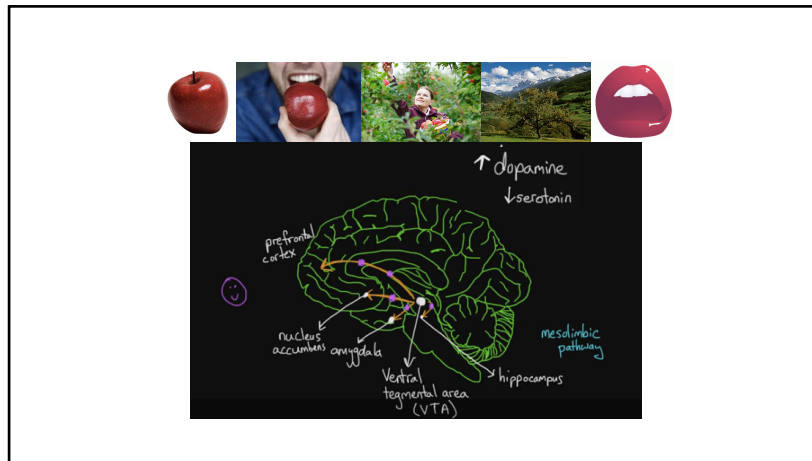 ↑ dopamine
↓ serotonin
prefrontal
cortex
nucleus
accumbens
amygdala
mesolimbic
pathway
Ventral
tegmental area
(VTA)
hippocampus